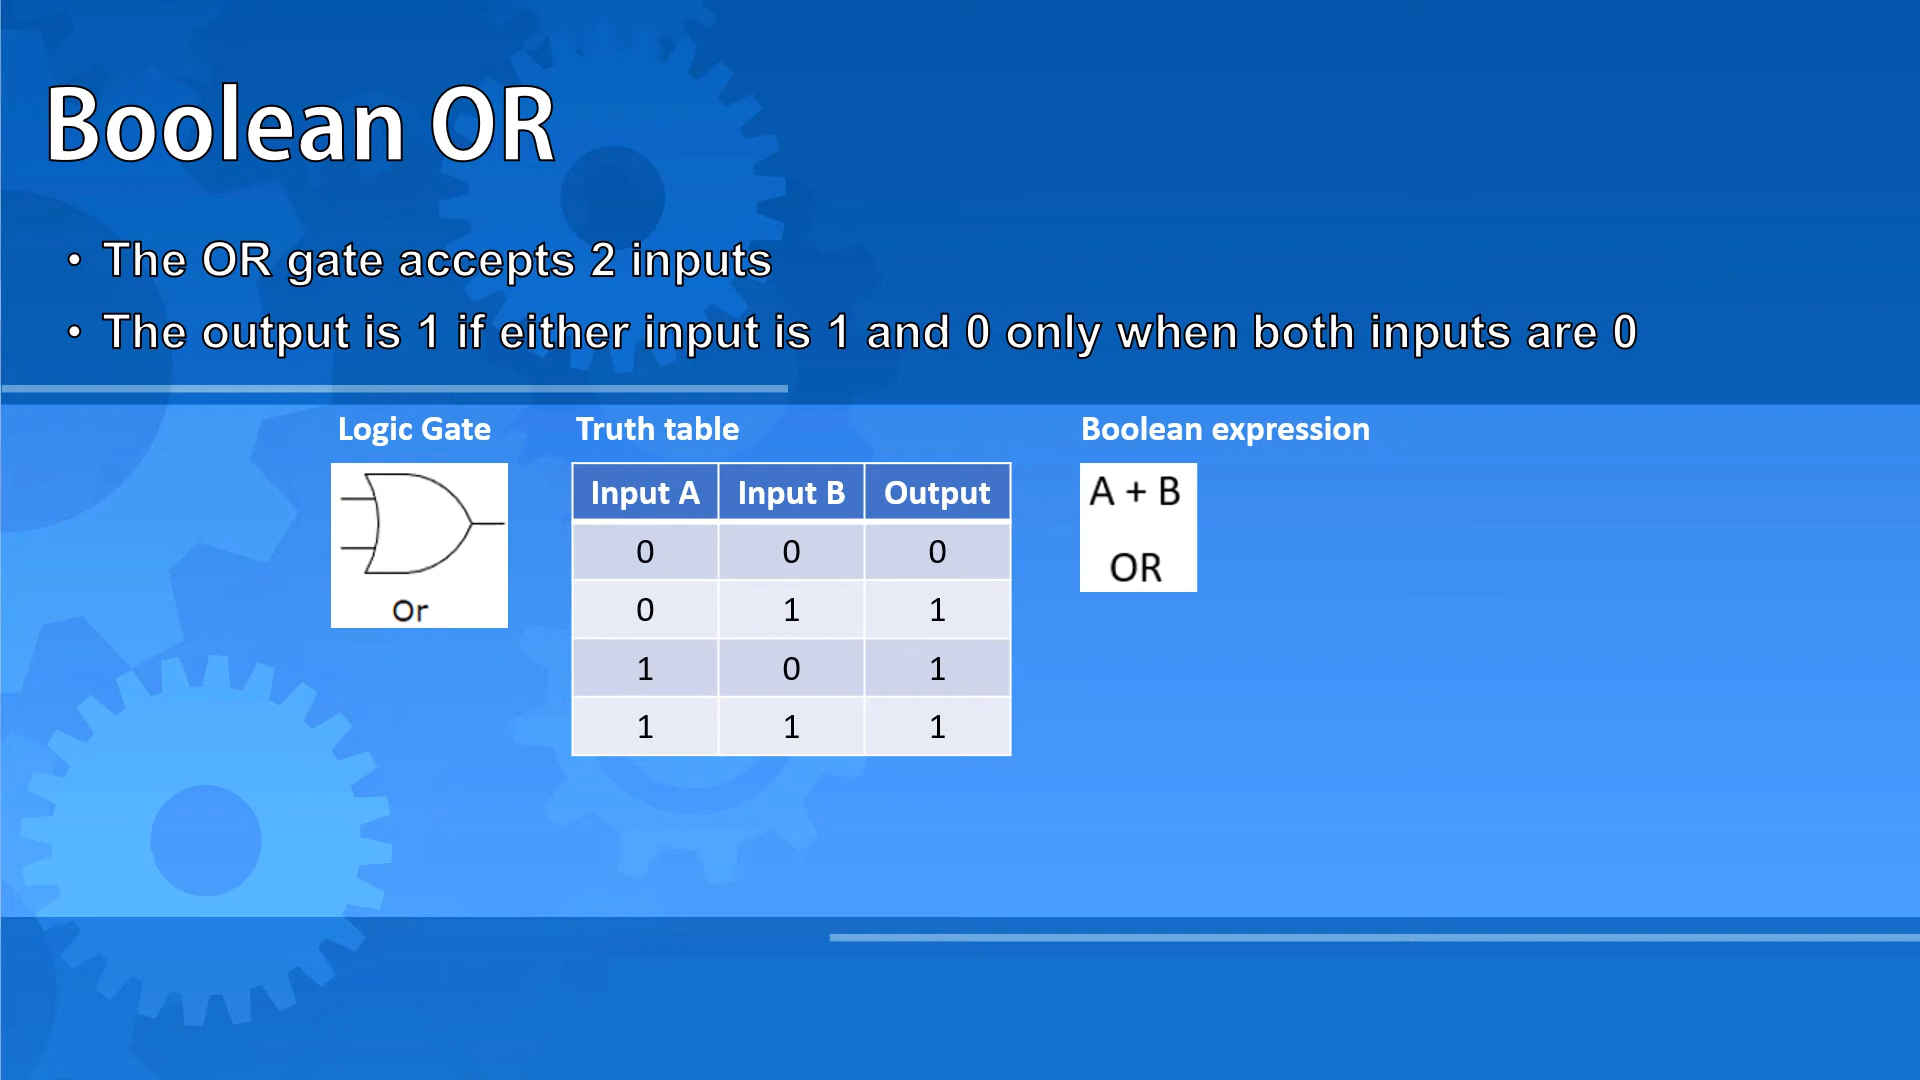 Boolean OR
• The OR gate accepts 2 inputs
• The output is 1 if either input is 1 and 0 only when both inputs are 0
Logic Gate
Or
Truth table
Input A Input B Output
0 0 0
0 1 1
1 0 1
1 1 1
Boolean expression
A + B
OR